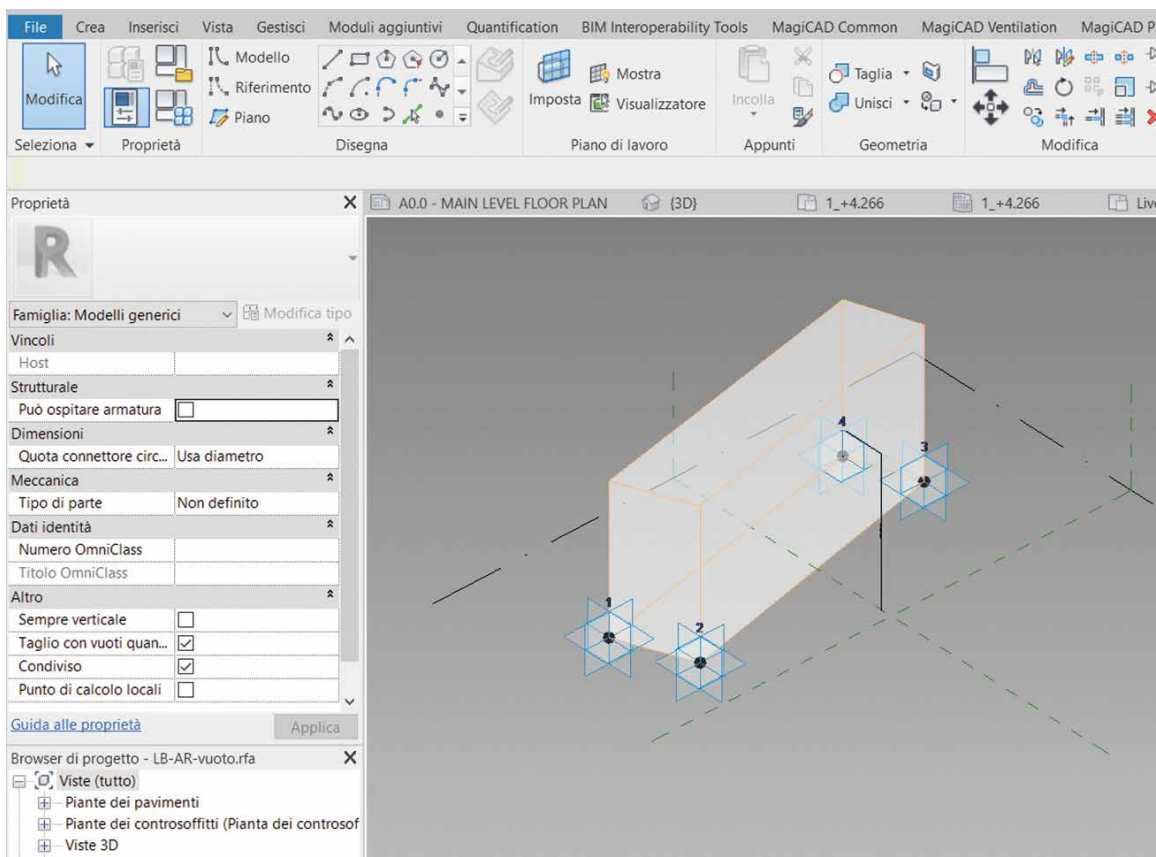 File Crea Inserisci Vista Gestisci Moduli aggiuntivi Quantification BIM Interoperability Tools MagiCAD Common MagiCAD Ventilation MagiCAD P
Modifica
Modello
Riferimento
Piano
Imposta
Mostra
Visualizzatore
Incolla
Taglia
Unisci
Seleziona Proprietà Disegna Piano di lavoro Appunti Geometria Modifica
Proprietà
A0.0 - MAIN LEVEL FLOOR PLAN {3D} 1_+4.266 1_+4.266 Live
R
Famiglia: Modelli generici Modifica tipo
Vincoli
Host
Strutturale
Può ospitare armatura
Dimensioni
Quota connettore circ... Usa diametro
Meccanica
Tipo di parte Non definito
Dati identità
Numero OmniClass
Titolo OmniClass
Altro
Sempre verticale
Taglio con vuoti quan...
Condiviso
Punto di calcolo locali
Guida alle proprietà Applica
Browser di progetto - LB-AR-vuoto.rfa
Viste (tutto)
Piante dei pavimenti
Piante dei controsoffitti (Pianta dei controsof
Viste 3D
4
3
1
2